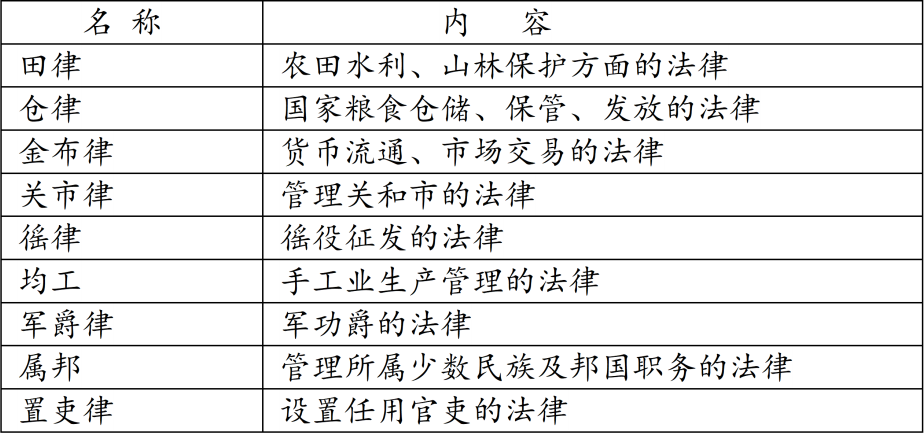 名 称 内 容
田律 农田水利、山林保护方面的法律
仓律 国家粮食仓储、保管、发放的法律
金布律 货币流通、市场交易的法律
关市律 管理关和市的法律
徭律 徭役征发的法律
均工 手工业生产管理的法律
军爵律 军功爵的法律
属邦 管理所属少数民族及邦国职务的法律
置吏律 设置任用官吏的法律